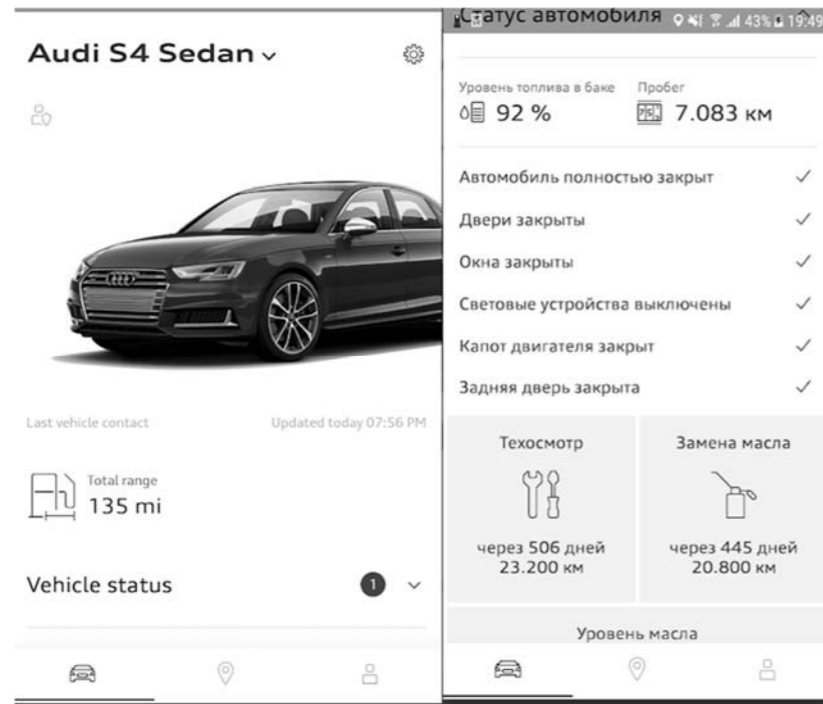 Audi S4 Sedan
Last vehicle contact
Updated today 07:56 PM
Total range
135 mi
Vehicle status
1
Статус автомобиля
43%
19:49
Уровень топлива в баке
Пробег
92 %
7.083 км
Автомобиль полностью закрыт
Двери закрыты
Окна закрыты
Световые устройства выключены
Капот двигателя закрыт
Задняя дверь закрыта
Техосмотр
через 506 дней
23.200 км
Замена масла
через 445 дней
20.800 км
Уровень масла